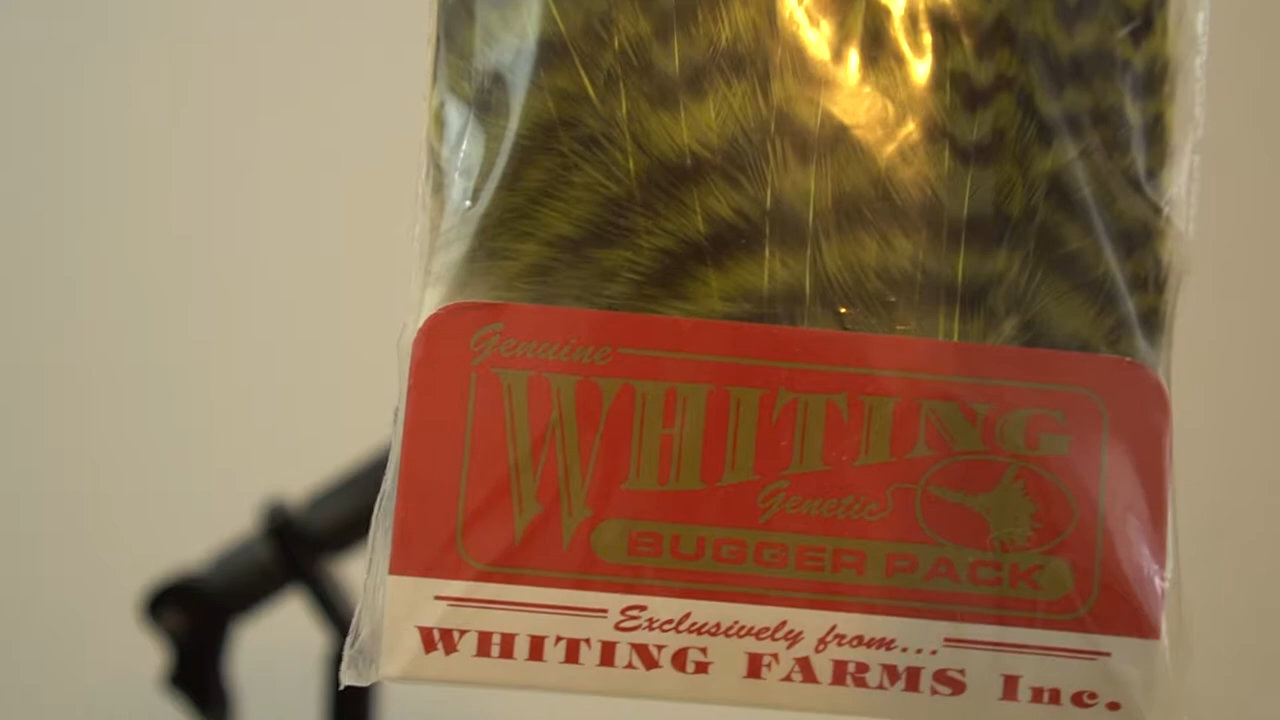 Genuine
WHITING
Genetic
BUGGER PACK
Exclusively from...
WHITING FARMS Inc.